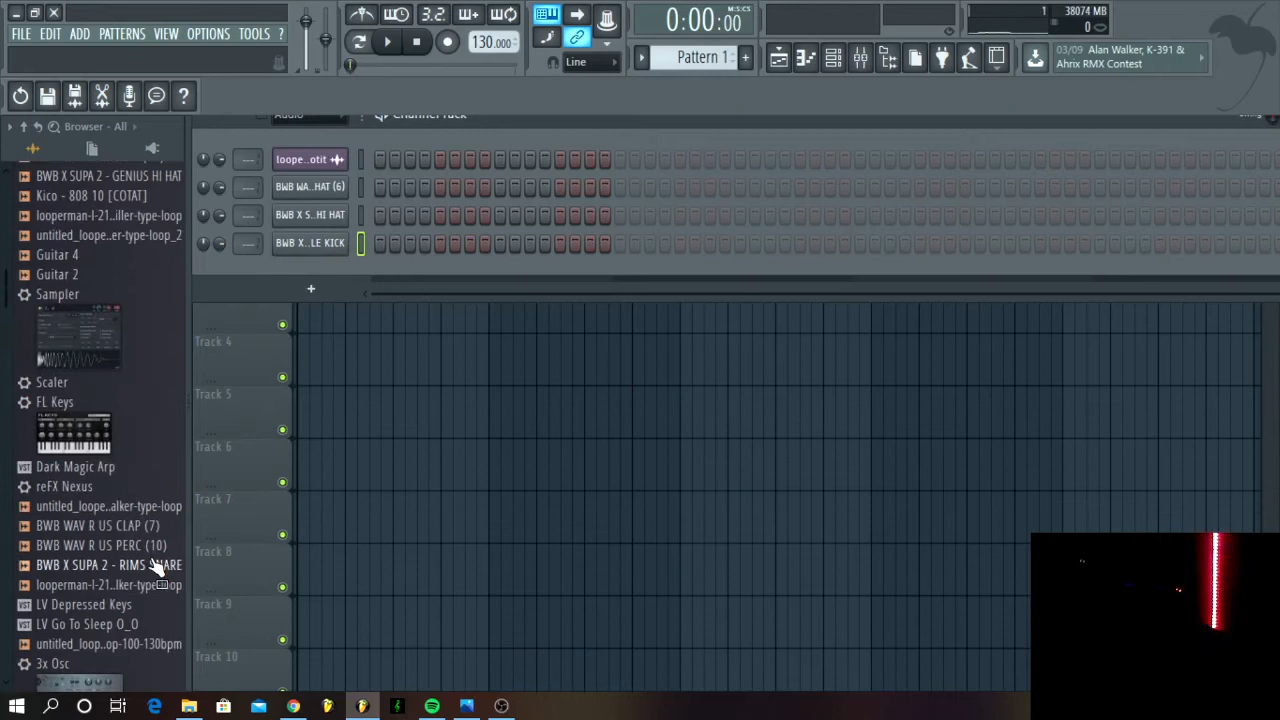 3.2
130.000
0:00:00
M:S:CS
1
38074 MB
0
FILE EDIT ADD PATTERNS VIEW OPTIONS TOOLS ?
Line
Pattern 1
+
03/09 Alan Walker, K-391 &
Ahrix RMX Contest
?
Browser - All
Audio
Channel rack
Swing
BWB X SUPA 2 - GENIUS HI HAT
Kico - 808 10 [COTAT]
looperman-l-21..iller-type-loop
untitled_loope..er-type-loop_2
Guitar 4
Guitar 2
Sampler
Scaler
FL Keys
Dark Magic Arp
reFX Nexus
untitled_loope..alker-type-loop
BWB WAV R US CLAP (7)
BWB WAV R US PERC (10)
BWB X SUPA 2 - RIMS
looperman-l-21..lker-type
LV Depressed Keys
LV Go To Sleep O_O
untitled_loop..op-100-130bpm
3x Osc
loope..otit
BWB WA..HAT (6)
BWB X S..HI HAT
BWB X..LE KICK
+
Track 4
Track 5
Track 6
Track 7
Track 8
Track 9
Track 10